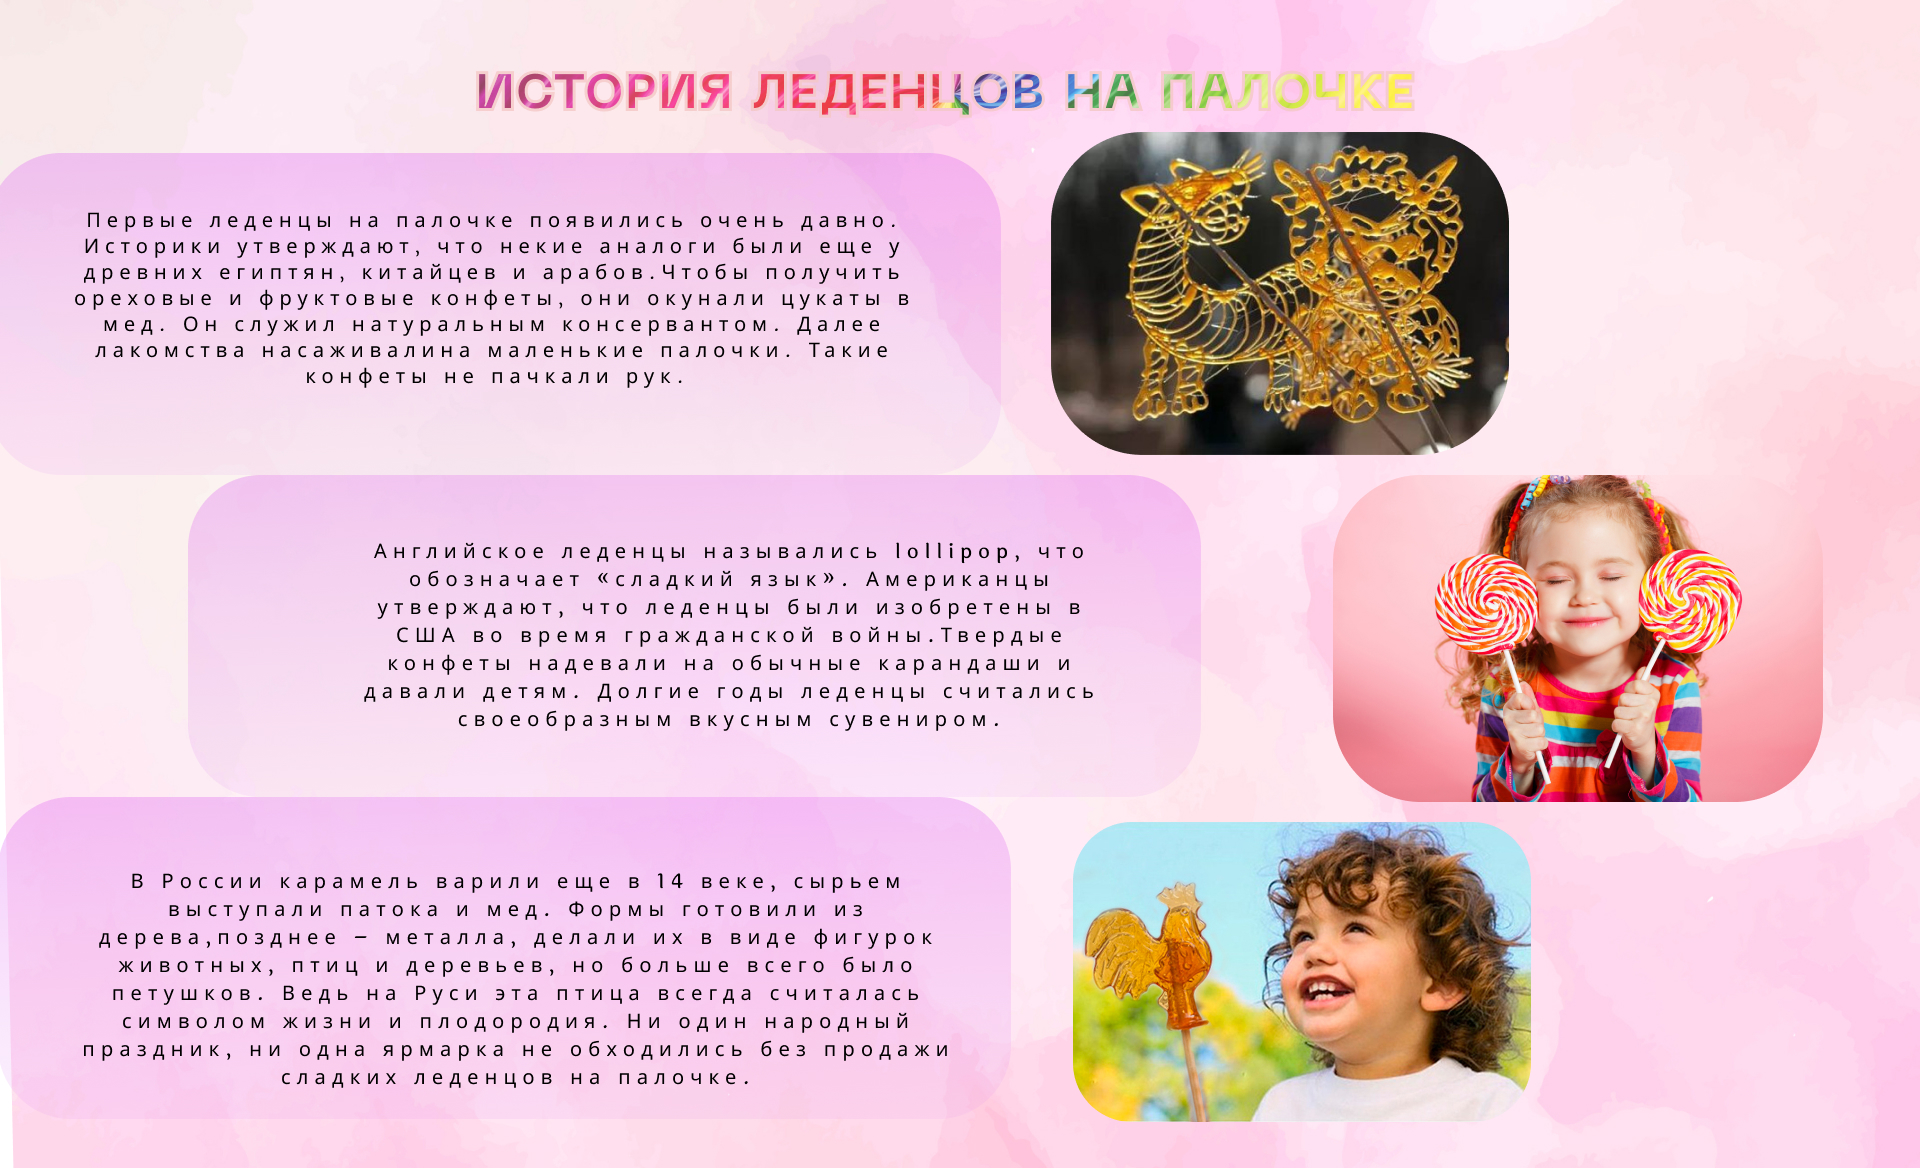 ИСТОРИЯ ЛЕДЕНЦОВ НА ПАЛОЧКЕ
Первые леденцы на палочке появились очень давно.
Историки утверждают, что некие аналоги были еще у
древних египтян, китайцев и арабов.Чтобы получить
ореховые и фруктовые конфеты, они окунали цукаты в
мед. Он служил натуральным консервантом. Далее
лакомства насаживалина маленькие палочки. Такие
конфеты не пачкали рук.
Английское леденцы назывались lollipop, что
обозначает «сладкий язык». Американцы
утверждают, что леденцы были изобретены в
США во время гражданской войны.Твердые
конфеты надевали на обычные карандаши и
давали детям. Долгие годы леденцы считались
своеобразным вкусным сувениром.
В России карамель варили еще в 14 веке, сырьем
выступали патока и мед. Формы готовили из
дерева,позднее – металла, делали их в виде фигурок
животных, птиц и деревьев, но больше всего было
петушков. Ведь на Руси эта птица всегда считалась
символом жизни и плодородия. Ни один народный
праздник, ни одна ярмарка не обходились без продажи
сладких леденцов на палочке.